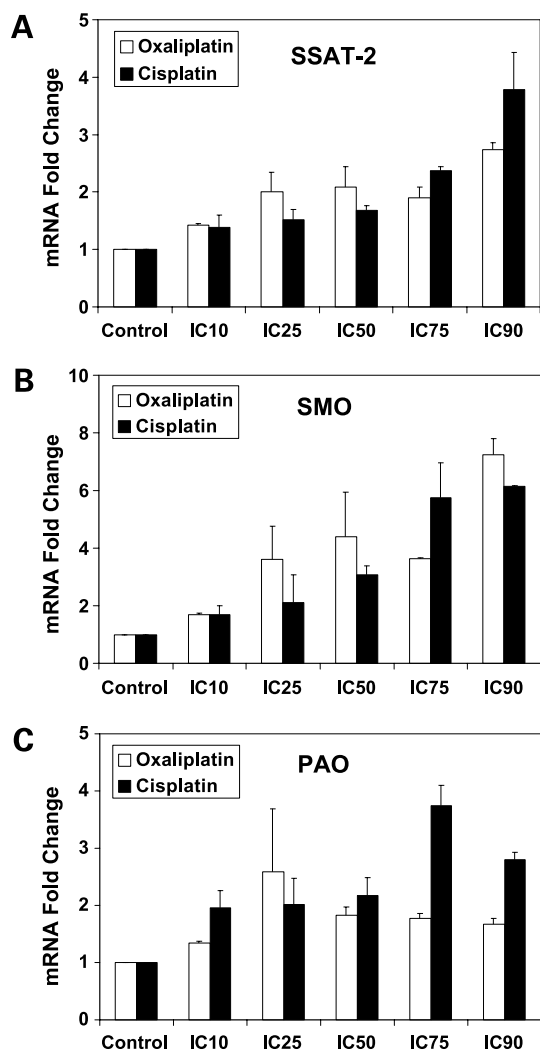 A
SSAT-2
Oxaliplatin
Cisplatin
mRNA Fold Change
5
4
3
2
1
0
Control IC10 IC25 IC50 IC75 IC90
B
SMO
Oxaliplatin
Cisplatin
mRNA Fold Change
10
8
6
4
2
0
Control IC10 IC25 IC50 IC75 IC90
C
PAO
Oxaliplatin
Cisplatin
mRNA Fold Change
5
4
3
2
1
0
Control IC10 IC25 IC50 IC75 IC90